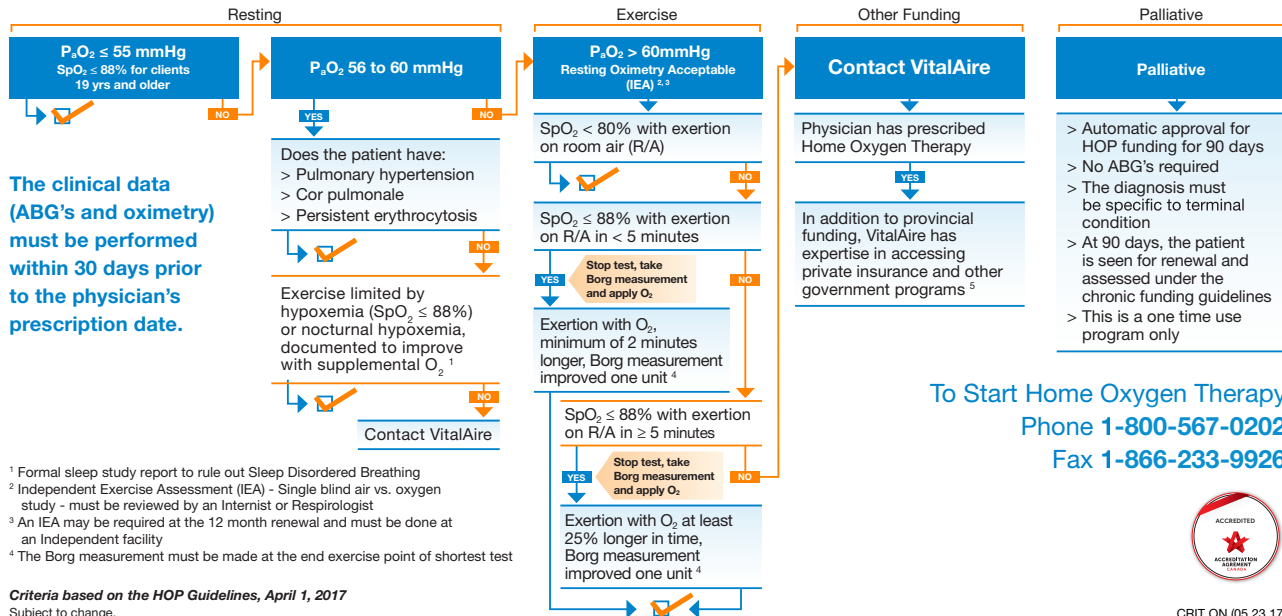 Resting
Exercise
Other Funding
Palliative
PₐO₂ ≤ 55 mmHg
SpO₂ ≤ 88% for clients
19 yrs and older
NO
PₐO₂ 56 to 60 mmHg
YES
NO
Does the patient have:
> Pulmonary hypertension
> Cor pulmonale
> Persistent erythrocytosis
NO
Exercise limited by
hypoxemia (SpO₂ ≤ 88%)
or nocturnal hypoxemia,
documented to improve
with supplemental O₂ ¹
NO
Contact VitalAire
PₐO₂ > 60mmHg
Resting Oximetry Acceptable
(IEA) ²,³
SpO₂ < 80% with exertion
on room air (R/A)
NO
SpO₂ ≤ 88% with exertion
on R/A in < 5 minutes
YES
Stop test, take
Borg measurement
and apply O₂
NO
Exertion with O₂,
minimum of 2 minutes
longer, Borg measurement
improved one unit ⁴
SpO₂ ≤ 88% with exertion
on R/A in ≥ 5 minutes
YES
Stop test, take
Borg measurement
and apply O₂
NO
Exertion with O₂ at least
25% longer in time,
Borg measurement
improved one unit ⁴
Contact VitalAire
Physician has prescribed
Home Oxygen Therapy
YES
In addition to provincial
funding, VitalAire has
expertise in accessing
private insurance and other
government programs ⁵
Palliative
> Automatic approval for
HOP funding for 90 days
> No ABG's required
> The diagnosis must
be specific to terminal
condition
> At 90 days, the patient
is seen for renewal and
assessed under the
chronic funding guidelines
> This is a one time use
program only
The clinical data
(ABG's and oximetry)
must be performed
within 30 days prior
to the physician's
prescription date.
To Start Home Oxygen Therapy
Phone 1-800-567-0202
Fax 1-866-233-9926
ACCREDITED
ACCREDITATION
AGRÉMENT
CANADA
¹ Formal sleep study report to rule out Sleep Disordered Breathing
² Independent Exercise Assessment (IEA) - Single blind air vs. oxygen
study - must be reviewed by an Internist or Respirologist
³ An IEA may be required at the 12 month renewal and must be done at
an Independent facility
⁴ The Borg measurement must be made at the end exercise point of shortest test
Criteria based on the HOP Guidelines, April 1, 2017
Subject to change.
CRIT ON (05 23 17